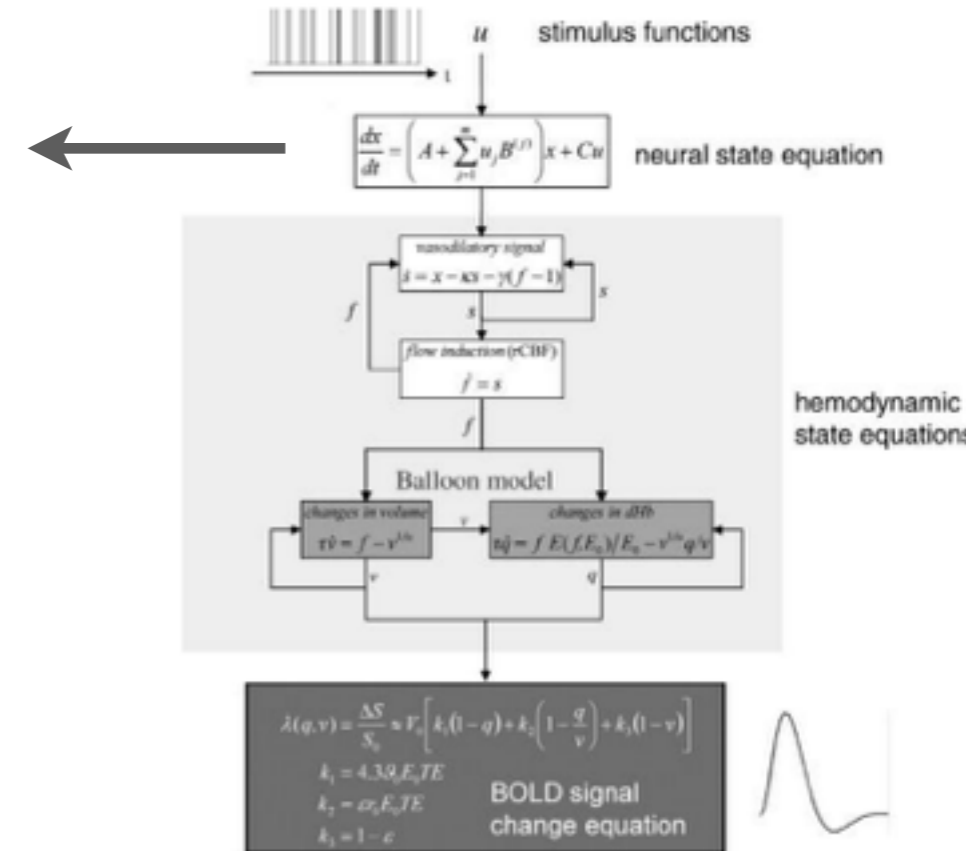 u stimulus functions
t
dx/dt = (A + ∑_{j=1}^{m} u_j B^{(j)}) x + Cu neural state equation
vasodilatory signal
ṡ = x − κs − γ(f − 1)
f
s
s
flow induction (rCBF)
ḟ = s
hemodynamic
state equations
f
Balloon model
changes in volume
τv̇ = f − v^{1/α}
v
changes in dHb
τq̇ = f E(f,E₀)/E₀ − v^{1/α} q/v
v
q
λ(q,v) = ΔS/S₀ ≈ V₀[k₁(1 − q) + k₂(1 − q/v) + k₃(1 − v)]
k₁ = 4.3ϑ₀E₀TE
k₂ = εr₀E₀TE
k₃ = 1 − ε
BOLD signal
change equation